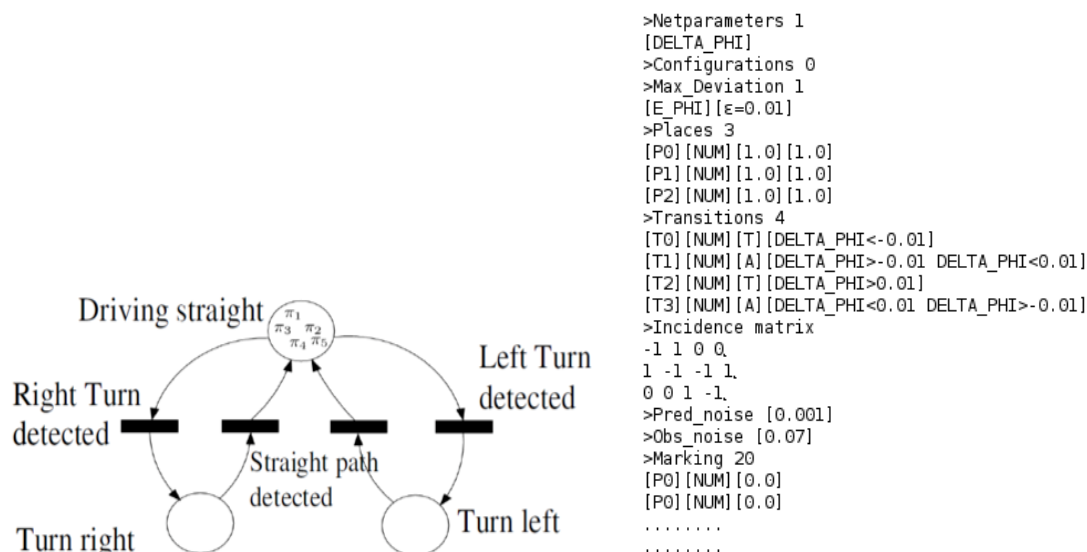 Driving straight
π1
π3 π2
π4 π5
Right Turn
detected
Left Turn
detected
Straight path
detected
Turn right
Turn left
>Netparameters 1
[DELTA_PHI]
>Configurations 0
>Max_Deviation 1
[E_PHI][ε=0.01]
>Places 3
[P0][NUM][1.0][1.0]
[P1][NUM][1.0][1.0]
[P2][NUM][1.0][1.0]
>Transitions 4
[T0][NUM][T][DELTA_PHI<-0.01]
[T1][NUM][A][DELTA_PHI>-0.01 DELTA_PHI<0.01]
[T2][NUM][T][DELTA_PHI>0.01]
[T3][NUM][A][DELTA_PHI<0.01 DELTA_PHI>-0.01]
>Incidence matrix
-1 1 0 0
1 -1 -1 1
0 0 1 -1
>Pred_noise [0.001]
>Obs_noise [0.07]
>Marking 20
[P0][NUM][0.0]
[P0][NUM][0.0]
........
........